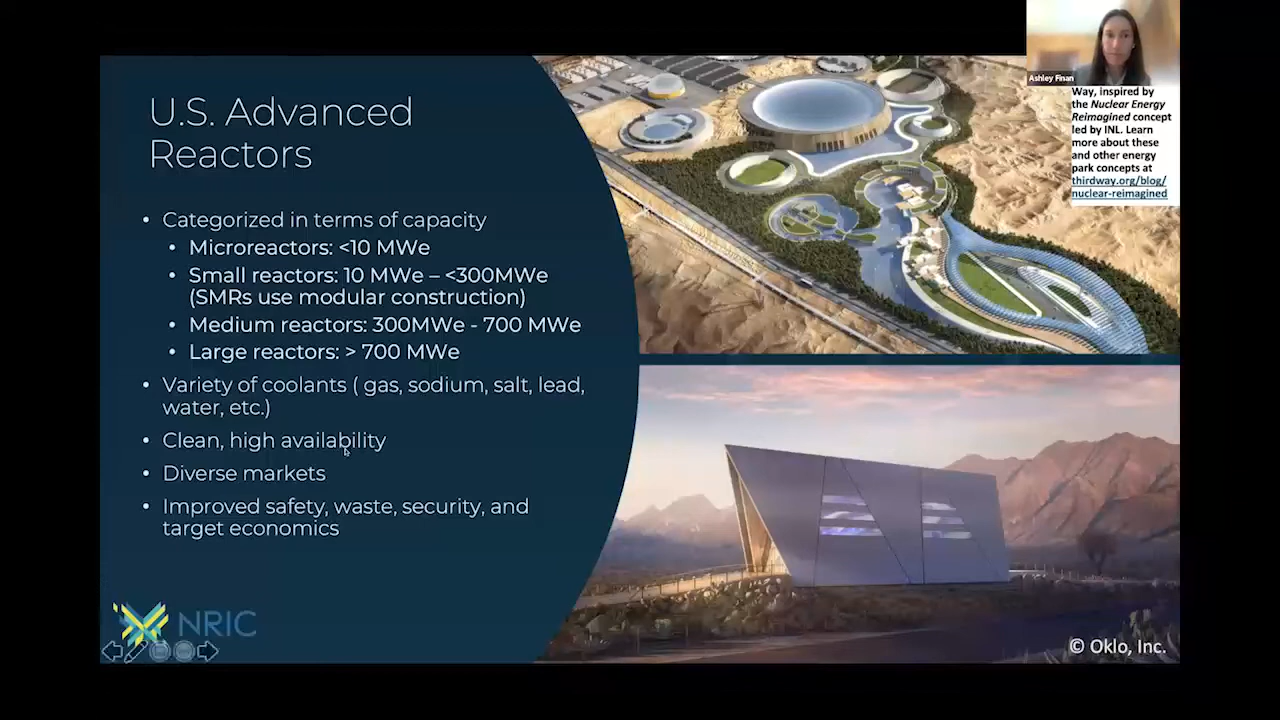 U.S. Advanced
Reactors
• Categorized in terms of capacity
• Microreactors: <10 MWe
• Small reactors: 10 MWe – <300MWe
(SMRs use modular construction)
• Medium reactors: 300MWe - 700 MWe
• Large reactors: > 700 MWe
• Variety of coolants ( gas, sodium, salt, lead,
water, etc.)
• Clean, high availability
• Diverse markets
• Improved safety, waste, security, and
target economics
NRIC
Ashley Finan
Way, inspired by
the Nuclear Energy
Reimagined concept
led by INL. Learn
more about these
and other energy
park concepts at
thirdway.org/blog/
nuclear-reimagined
© Oklo, Inc.